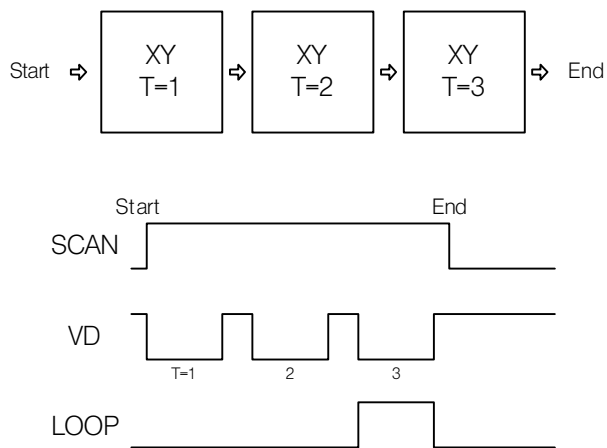 Start XY T=1 XY T=2 XY T=3 End
Start End
SCAN
VD
T=1 2 3
LOOP